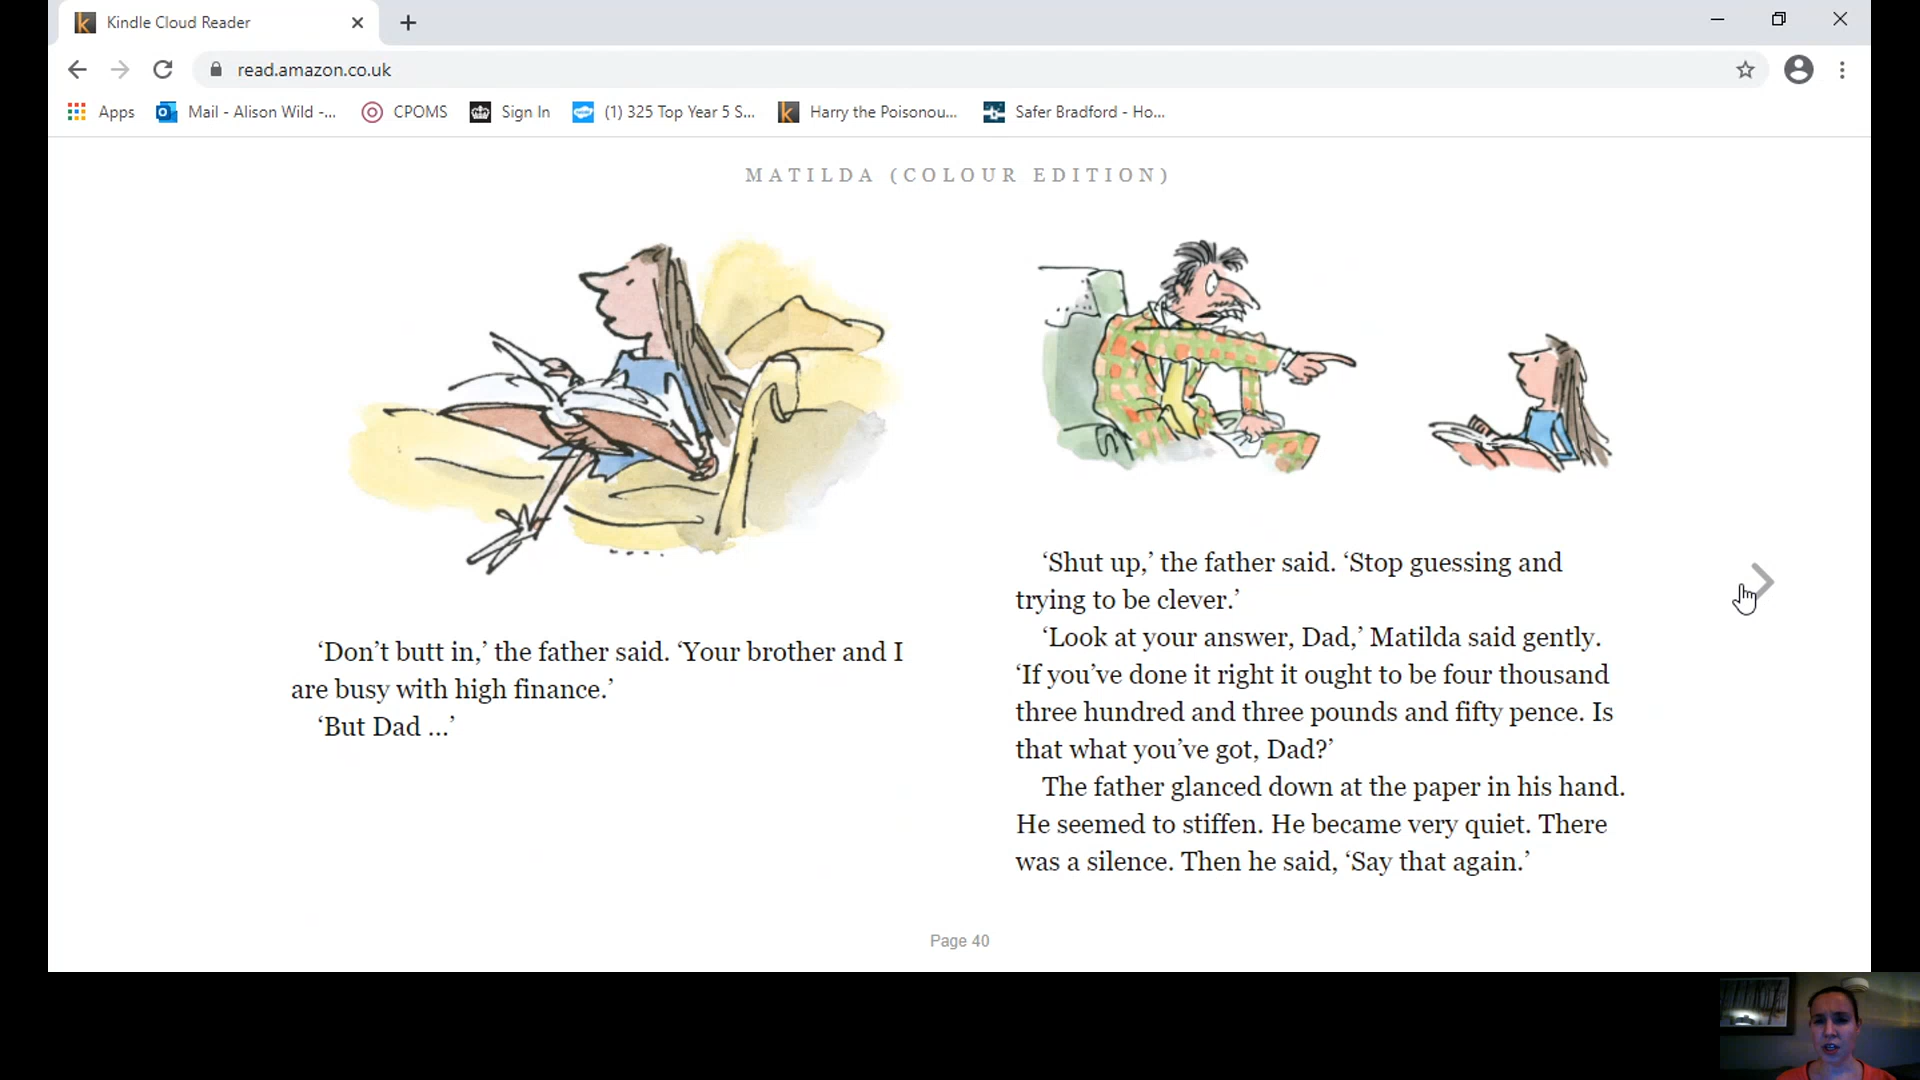 Kindle Cloud Reader
read.amazon.co.uk
Apps
Mail - Alison Wild -...
CPOMS
Sign In
(1) 325 Top Year 5 S...
Harry the Poisonou...
Safer Bradford - Ho...
MATILDA (COLOUR EDITION)
‘Don’t butt in,’ the father said. ‘Your brother and I
are busy with high finance.’
‘But Dad ...’
‘Shut up,’ the father said. ‘Stop guessing and
trying to be clever.’
‘Look at your answer, Dad,’ Matilda said gently.
‘If you’ve done it right it ought to be four thousand
three hundred and three pounds and fifty pence. Is
that what you’ve got, Dad?’
The father glanced down at the paper in his hand.
He seemed to stiffen. He became very quiet. There
was a silence. Then he said, ‘Say that again.’
Page 40